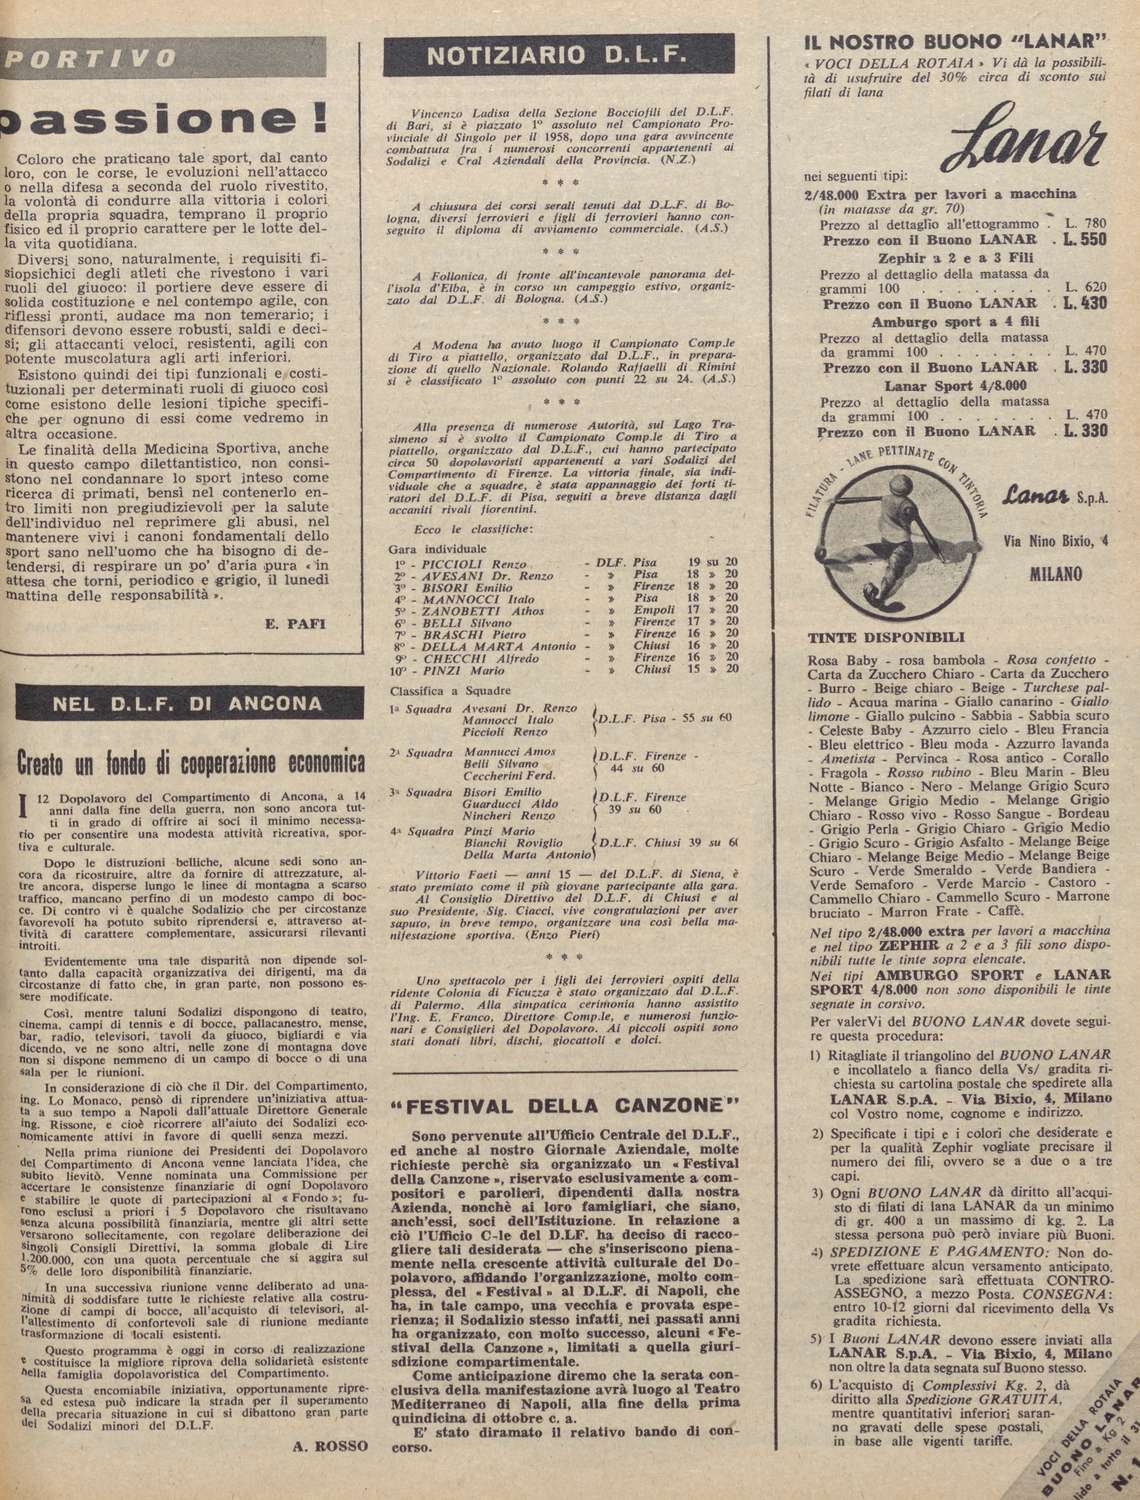 PORTIVO
passione !
Coloro che praticano tale sport, dal canto
loro, con le corse, le evoluzioni nell'attacco
o nella difesa a seconda del ruolo rivestito,
la volontà di condurre alla vittoria i colori
della propria squadra, temprano il proprio
fisico ed il proprio carattere per le lotte del-
la vita quotidiana.
Diversi sono, naturalmente, i requisiti fi-
siopsichici degli atleti che rivestono i vari
ruoli del giuoco: il portiere deve essere di
solida costituzione e nel contempo agile, con
riflessi pronti, audace ma non temerario; i
difensori devono essere robusti, saldi e deci-
si; gli attaccanti veloci, resistenti, agili con
potente muscolatura agli arti inferiori.
Esistono quindi dei tipi funzionali e costi-
tuzionali per determinati ruoli di giuoco così
come esistono delle lesioni tipiche specifi-
che per ognuno di essi come vedremo in
altra occasione.
Le finalità della Medicina Sportiva, anche
in questo campo dilettantistico, non consi-
stono nel condannare lo sport inteso come
ricerca di primati, bensì nel contenerlo en-
tro limiti non pregiudizievoli per la salute
dell'individuo nel reprimere gli abusi, nel
mantenere vivi i canoni fondamentali dello
sport sano nell'uomo che ha bisogno di de-
tendersi, di respirare un po' d'aria pura « in
attesa che torni, periodico e grigio, il lunedì
mattina delle responsabilità ».
E. PAFI
NEL D.L.F. DI ANCONA
Creato un fondo di cooperazione economica
I 12 Dopolavoro del Compartimento di Ancona, a 14
anni dalla fine della guerra, non sono ancora tut-
ti in grado di offrire ai soci il minimo necessa-
rio per consentire una modesta attività ricreativa, spor-
tiva e culturale.
Dopo le distruzioni belliche, alcune sedi sono an-
cora da ricostruire, altre da fornire di attrezzature, al-
tre ancora, disperse lungo le linee di montagna a scarso
traffico, mancano perfino di un modesto campo di boc-
ce. Di contro vi è qualche Sodalizio che per circostanze
favorevoli ha potuto subito riprendersi e, attraverso at-
tività di carattere complementare, assicurarsi rilevanti
introiti.
Evidentemente una tale disparità non dipende sol-
tanto dalla capacità organizzativa dei dirigenti, ma da
circostanze di fatto che, in gran parte, non possono es-
sere modificate.
Così, mentre taluni Sodalizi dispongono di teatro,
cinema, campi di tennis e di bocce, pallacanestro, mense,
bar, radio, televisori, tavoli da giuoco, bigliardi e via
dicendo, ve ne sono altri, nelle zone di montagna dove
non si dispone nemmeno di un campo di bocce o di una
sala per le riunioni.
In considerazione di ciò che il Dir. del Compartimento,
ing. Lo Monaco, pensò di riprendere un'iniziativa attua-
ta a suo tempo a Napoli dall'attuale Direttore Generale
ing. Rissone, e cioè ricorrere all'aiuto dei Sodalizi eco-
nomicamente attivi in favore di quelli senza mezzi.
Nella prima riunione dei Presidenti dei Dopolavoro
del Compartimento di Ancona venne lanciata l'idea, che
subito lievitò. Venne nominata una Commissione per
accertare le consistenze finanziarie di ogni Dopolavoro
e stabilire le quote di partecipazioni al « Fondo »; fu-
rono esclusi a priori i 5 Dopolavoro che risultavano
senza alcuna possibilità finanziaria, mentre gli altri sette
versarono sollecitamente, con regolare deliberazione dei
singoli Consigli Direttivi, la somma globale di Lire
1.200.000, con una quota percentuale che si aggira sul
5% delle loro disponibilità finanziarie.
In una successiva riunione venne deliberato ad una-
nimità di soddisfare tutte le richieste relative alla costru-
zione di campi di bocce, all'acquisto di televisori, al-
l'allestimento di confortevoli sale di riunione mediante
trasformazione di locali esistenti.
Questo programma è oggi in corso di realizzazione
e costituisce la migliore riprova della solidarietà esistente
nella famiglia dopolavoristica del Compartimento.
Questa encomiabile iniziativa, opportunamente ripre-
sa ed estesa può indicare la strada per il superamento
della precaria situazione in cui si dibattono gran parte
dei Sodalizi minori del D.L.F.
A. ROSSO
NOTIZIARIO D.L.F.
Vincenzo Ladisa della Sezione Bocciofili del D.L.F.
di Bari, si è piazzato 1° assoluto nel Campionato Pro-
vinciale di Singolo per il 1958, dopo una gara avvincente
combattuta fra i numerosi concorrenti appartenenti ai
Sodalizi e Cral Aziendali della Provincia. (N.Z.)
* * *
A chiusura dei corsi serali tenuti dal D.L.F. di Bo-
logna, diversi ferrovieri e figli di ferrovieri hanno con-
seguito il diploma di avviamento commerciale. (A.S.)
* * *
A Follonica, di fronte all'incantevole panorama del-
l'isola d'Elba, è in corso un campeggio estivo, organiz-
zato dal D.L.F. di Bologna. (A.S.)
* * *
A Modena ha avuto luogo il Campionato Comp.le
di Tiro a piattello, organizzato dal D.L.F., in prepara-
zione di quello Nazionale. Rolando Raffaelli di Rimini
si è classificato 1° assoluto con punti 22 su 24. (A.S.)
* * *
Alla presenza di numerose Autorità, sul Lago Tra-
simeno si è svolto il Campionato Comp.le di Tiro a
piattello, organizzato dal D.L.F., cui hanno partecipato
circa 50 dopolavoristi appartenenti a vari Sodalizi del
Compartimento di Firenze. La vittoria finale, sia indi-
viduale che a squadre, è stata appannaggio dei forti ti-
ratori del D.L.F. di Pisa, seguiti a breve distanza dagli
accaniti rivali fiorentini.
Ecco le classifiche:
Gara individuale
1° - PICCIOLI Renzo - DLF. Pisa 19 su 20
2° - AVESANI Dr. Renzo - » Pisa 18 » 20
3° - BISORI Emilio - » Firenze 18 » 20
4° - MANNOCCI Italo - » Pisa 18 » 20
5° - ZANOBETTI Athos - » Empoli 17 » 20
6° - BELLI Silvano - » Firenze 17 » 20
7° - BRASCHI Pietro - » Firenze 16 » 20
8° - DELLA MARTA Antonio - » Chiusi 16 » 20
9° - CHECCHI Alfredo - » Firenze 16 » 20
10° - PINZI Mario - » Chiusi 15 » 20
Classifica a Squadre
1ª Squadra Avesani Dr. Renzo
Mannocci Italo } D.L.F. Pisa - 55 su 60
Piccioli Renzo
2ª Squadra Mannucci Amos } D.L.F. Firenze -
Belli Silvano 44 su 60
Ceccherini Ferd.
3ª Squadra Bisori Emilio } D.L.F. Firenze
Guarducci Aldo 39 su 60
Nincheri Renzo
4ª Squadra Pinzi Mario
Bianchi Roviglio } D.L.F. Chiusi 39 su 6
Della Marta Antonio
Vittorio Faeti — anni 15 — del D.L.F. di Siena, è
stato premiato come il più giovane partecipante alla gara.
Al Consiglio Direttivo del D.L.F. di Chiusi e al
suo Presidente, Sig. Ciacci, vive congratulazioni per aver
saputo, in breve tempo, organizzare una così bella ma-
nifestazione sportiva. (Enzo Pieri)
* * *
Uno spettacolo per i figli dei ferrovieri ospiti della
ridente Colonia di Ficuzza è stato organizzato dal D.L.F.
di Palermo. Alla simpatica cerimonia hanno assistito
l'Ing. E. Franco, Direttore Comp.le, e numerosi funzio-
nari e Consiglieri del Dopolavoro. Ai piccoli ospiti sono
stati donati libri, dischi, giocattoli e dolci.
"FESTIVAL DELLA CANZONE"
Sono pervenute all'Ufficio Centrale del D.L.F.,
ed anche al nostro Giornale Aziendale, molte
richieste perchè sia organizzato un « Festival
della Canzone », riservato esclusivamente a com-
positori e parolieri, dipendenti dalla nostra
Azienda, nonchè ai loro famigliari, che siano,
anch'essi, soci dell'Istituzione. In relazione a
ciò l'Ufficio C-le del D.LF. ha deciso di racco-
gliere tali desiderata — che s'inseriscono piena-
mente nella crescente attività culturale del Do-
polavoro, affidando l'organizzazione, molto com-
plessa, del « Festival » al D.L.F. di Napoli, che
ha, in tale campo, una vecchia e provata espe-
rienza; il Sodalizio stesso infatti, nei passati anni
ha organizzato, con molto successo, alcuni « Fe-
stival della Canzone », limitati a quella giuri-
sdizione compartimentale.
Come anticipazione diremo che la serata con-
clusiva della manifestazione avrà luogo al Teatro
Mediterraneo di Napoli, alla fine della prima
quindicina di ottobre c. a.
E' stato diramato il relativo bando di con-
corso.
IL NOSTRO BUONO "LANAR"
« VOCI DELLA ROTAIA » Vi dà la possibili-
tà di usufruire del 30% circa di sconto sui
filati di lana
Lanar
nei seguenti tipi:
2/48.000 Extra per lavori a macchina
(in matasse da gr. 70)
Prezzo al dettaglio all'ettogrammo . L. 780
Prezzo con il Buono LANAR . L. 550
Zephir a 2 e a 3 Fili
Prezzo al dettaglio della matassa da
grammi 100 . . . . . . . . L. 620
Prezzo con il Buono LANAR . L. 430
Amburgo sport a 4 fili
Prezzo al dettaglio della matassa
da grammi 100 . . . . . . . L. 470
Prezzo con il Buono LANAR . L. 330
Lanar Sport 4/8.000
Prezzo al dettaglio della matassa
da grammi 100 . . . . . . . L. 470
Prezzo con il Buono LANAR . L. 330
FILATURA - LANE PETTINATE CON TINTORIA
Lanar S.p.A.
Via Nino Bixio, 4
MILANO
TINTE DISPONIBILI
Rosa Baby - rosa bambola - Rosa confetto -
Carta da Zucchero Chiaro - Carta da Zucchero
- Burro - Beige chiaro - Beige - Turchese pal-
lido - Acqua marina - Giallo canarino - Giallo
limone - Giallo pulcino - Sabbia - Sabbia scuro
- Celeste Baby - Azzurro cielo - Bleu Francia
- Bleu elettrico - Bleu moda - Azzurro lavanda
- Ametista - Pervinca - Rosa antico - Corallo
- Fragola - Rosso rubino - Bleu Marin - Bleu
Notte - Bianco - Nero - Melange Grigio Scuro
- Melange Grigio Medio - Melange Grigio
Chiaro - Rosso vivo - Rosso Sangue - Bordeau
- Grigio Perla - Grigio Chiaro - Grigio Medio
- Grigio Scuro - Grigio Asfalto - Melange Beige
Chiaro - Melange Beige Medio - Melange Beige
Scuro - Verde Smeraldo - Verde Bandiera -
Verde Semaforo - Verde Marcio - Castoro -
Cammello Chiaro - Cammello Scuro - Marrone
bruciato - Marron Frate - Caffè.
Nel tipo 2/48.000 extra per lavori a macchina
e nel tipo ZEPHIR a 2 e a 3 fili sono dispo-
nibili tutte le tinte sopra elencate.
Nei tipi AMBURGO SPORT e LANAR
SPORT 4/8.000 non sono disponibili le tinte
segnate in corsivo.
Per valerVi del BUONO LANAR dovete segui-
re questa procedura:
1) Ritagliate il triangolino del BUONO LANAR
e incollatelo a fianco della Vs/ gradita ri-
chiesta su cartolina postale che spedirete alla
LANAR S.p.A. - Via Bixio, 4, Milano
col Vostro nome, cognome e indirizzo.
2) Specificate i tipi e i colori che desiderate e
per la qualità Zephir vogliate precisare il
numero dei fili, ovvero se a due o a tre
capi.
3) Ogni BUONO LANAR dà diritto all'acqui-
sto di filati di lana LANAR da un minimo
di gr. 400 a un massimo di kg. 2. La
stessa persona può però inviare più Buoni.
4) SPEDIZIONE E PAGAMENTO: Non do-
vrete effettuare alcun versamento anticipato.
La spedizione sarà effettuata CONTRO-
ASSEGNO, a mezzo Posta. CONSEGNA:
entro 10-12 giorni dal ricevimento della Vs
gradita richiesta.
5) I Buoni LANAR devono essere inviati alla
LANAR S.p.A. - Via Bixio, 4, Milano
non oltre la data segnata sul Buono stesso.
6) L'acquisto di Complessivi Kg. 2, dà
diritto alla Spedizione GRATUITA,
mentre quantitativi inferiori saran-
no gravati delle spese postali,
in base alle vigenti tariffe.
VOCI DELLA ROTAIA
BUONO LANAR
Fino a Kg 2
lido a tutto il 3
N. 1